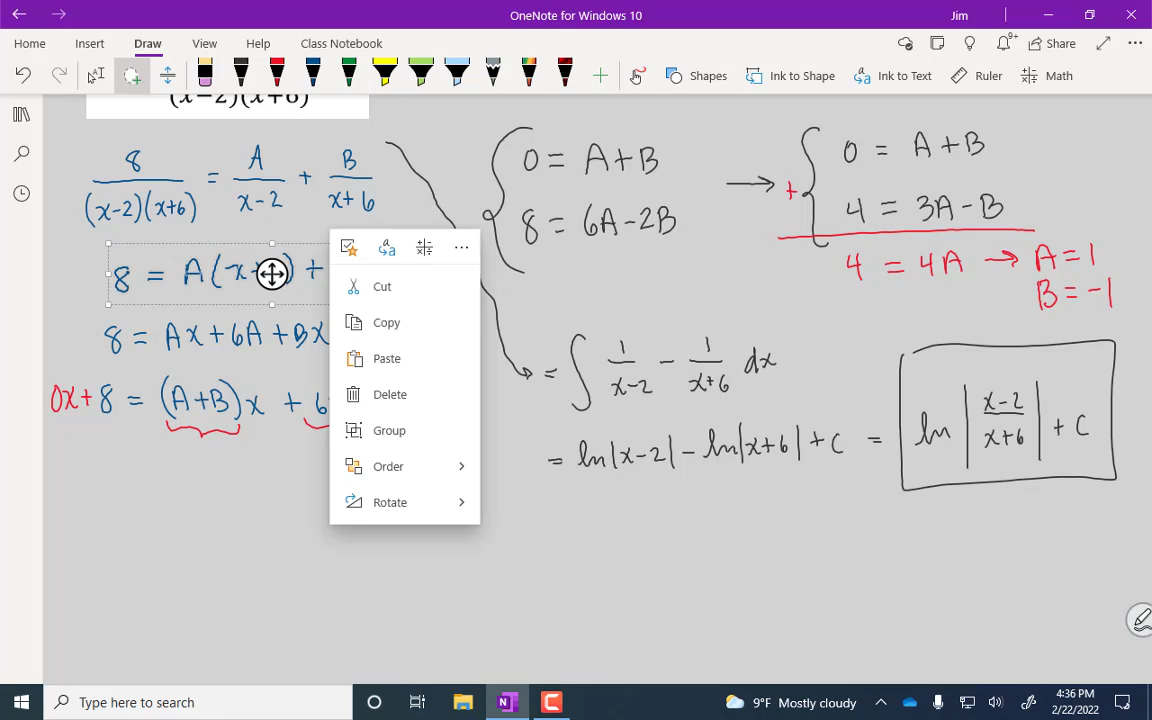 OneNote for Windows 10
Jim
Home Insert Draw View Help Class Notebook
9+
Share
Shapes
Ink to Shape
Ink to Text
Ruler
Math
(x−2)(x+6)
8/((x-2)(x+6)) = A/(x-2) + B/(x+6)
8 = A(x+ ) +
8 = Ax + 6A + Bx
0x + 8 = (A+B)x + 6
0 = A+B
8 = 6A-2B
0 = A+B
+
4 = 3A-B
4 = 4A → A = 1
B = -1
= ∫ 1/(x-2) - 1/(x+6) dx
= ln|x-2| - ln|x+6| + C = ln|(x-2)/(x+6)| + C
Cut
Copy
Paste
Delete
Group
Order
Rotate
Type here to search
9°F Mostly cloudy
4:36 PM
2/22/2022